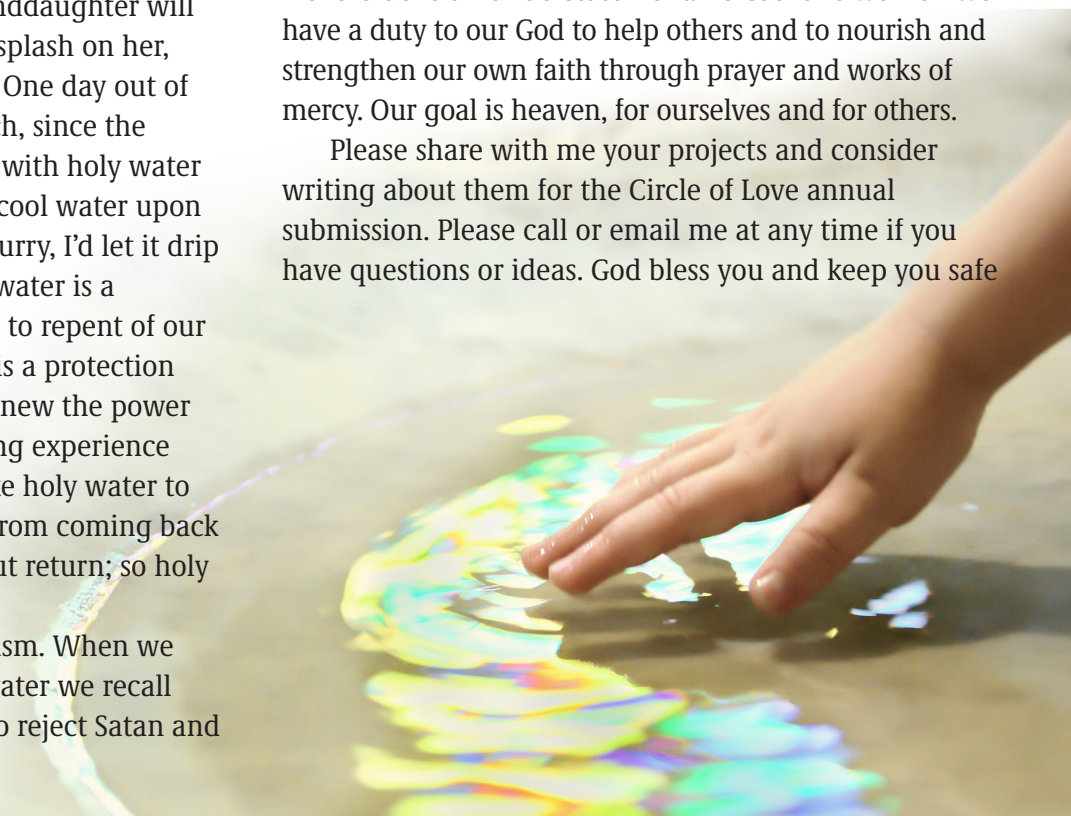 nddaughter will
splash on her,
One day out of
ch, since the
with holy water
cool water upon
urry, I’d let it drip
water is a
to repent of our
is a protection
new the power
ng experience
ke holy water to
rom coming back
ut return; so holy
sm. When we
ater we recall
o reject Satan and
have a duty to our God to help others and to nourish and
strengthen our own faith through prayer and works of
mercy. Our goal is heaven, for ourselves and for others.
Please share with me your projects and consider
writing about them for the Circle of Love annual
submission. Please call or email me at any time if you
have questions or ideas. God bless you and keep you safe